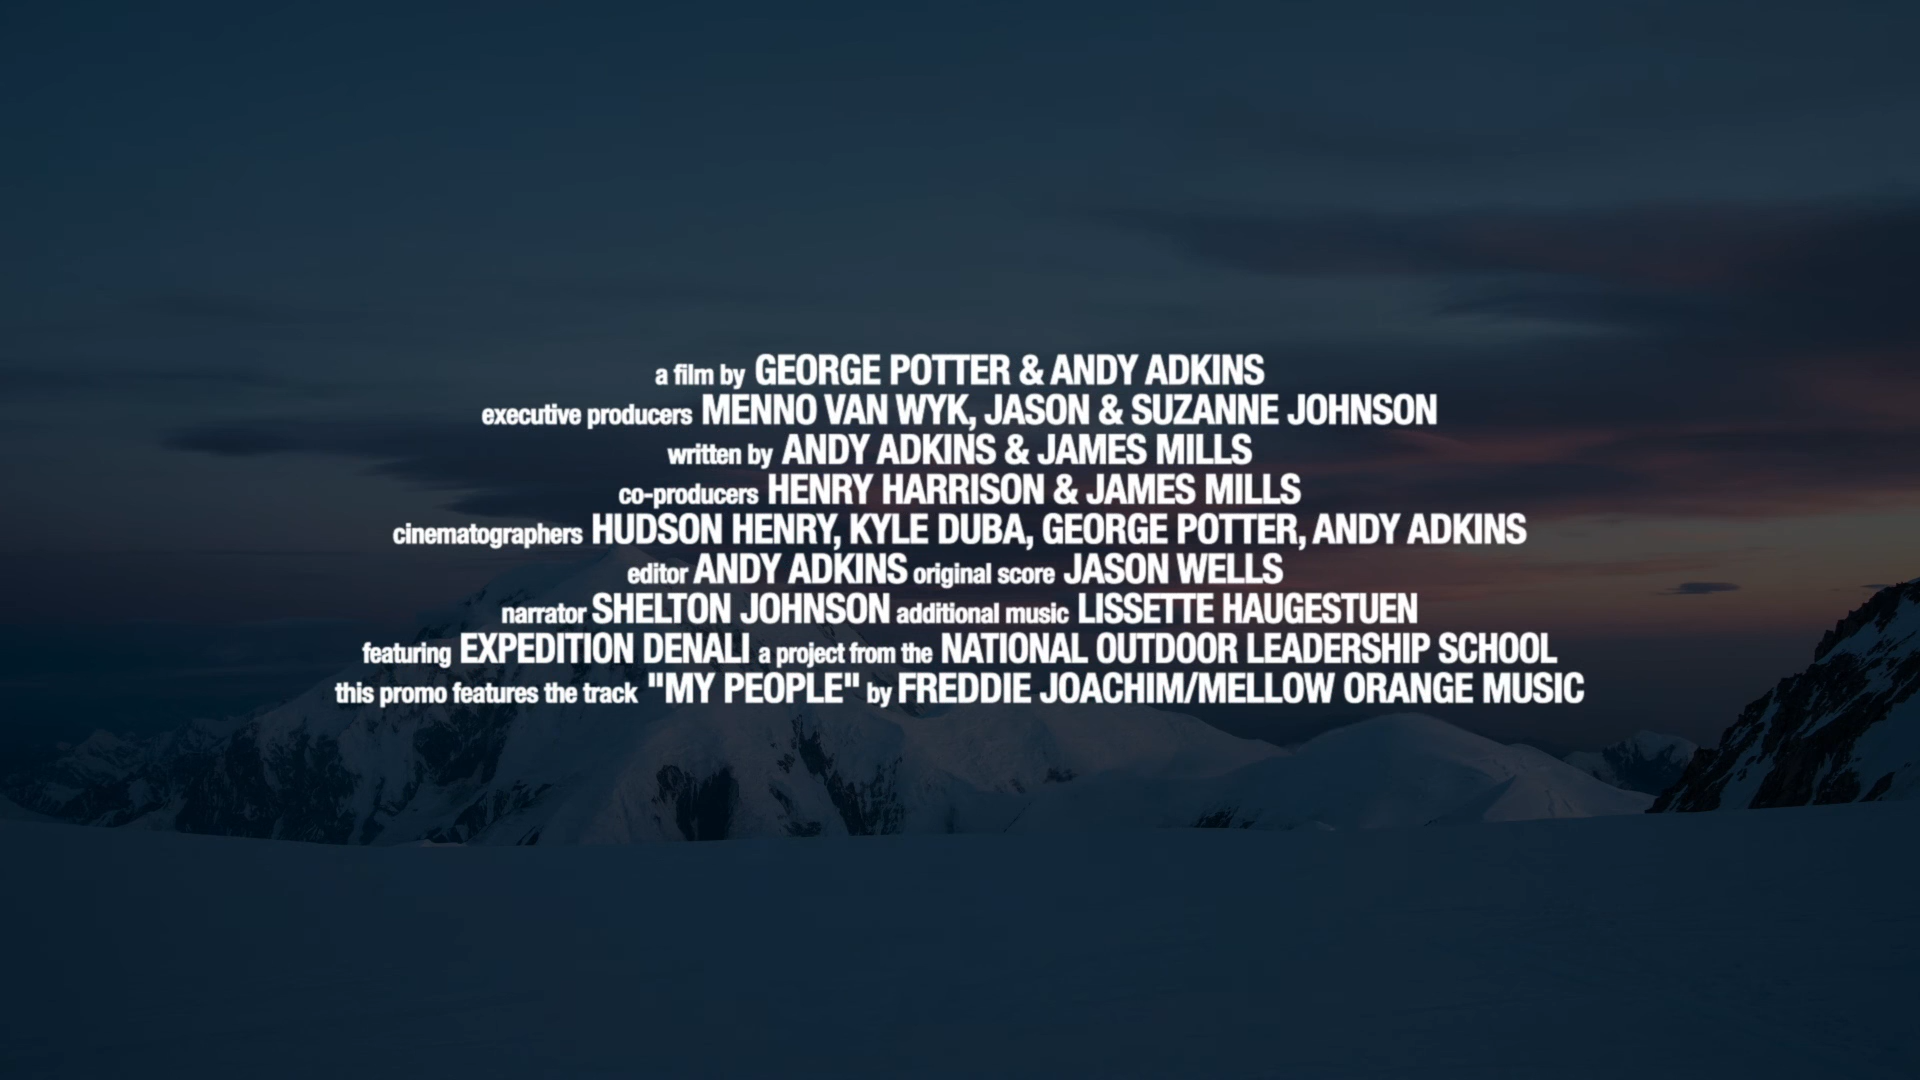 a film by GEORGE POTTER & ANDY ADKINS
executive producers MENNO VAN WYK, JASON & SUZANNE JOHNSON
written by ANDY ADKINS & JAMES MILLS
co-producers HENRY HARRISON & JAMES MILLS
cinematographers HUDSON HENRY, KYLE DUBA, GEORGE POTTER, ANDY ADKINS
editor ANDY ADKINS original score JASON WELLS
narrator SHELTON JOHNSON additional music LISSETTE HAUGESTUEN
featuring EXPEDITION DENALI a project from the NATIONAL OUTDOOR LEADERSHIP SCHOOL
this promo features the track "MY PEOPLE" by FREDDIE JOACHIM/MELLOW ORANGE MUSIC